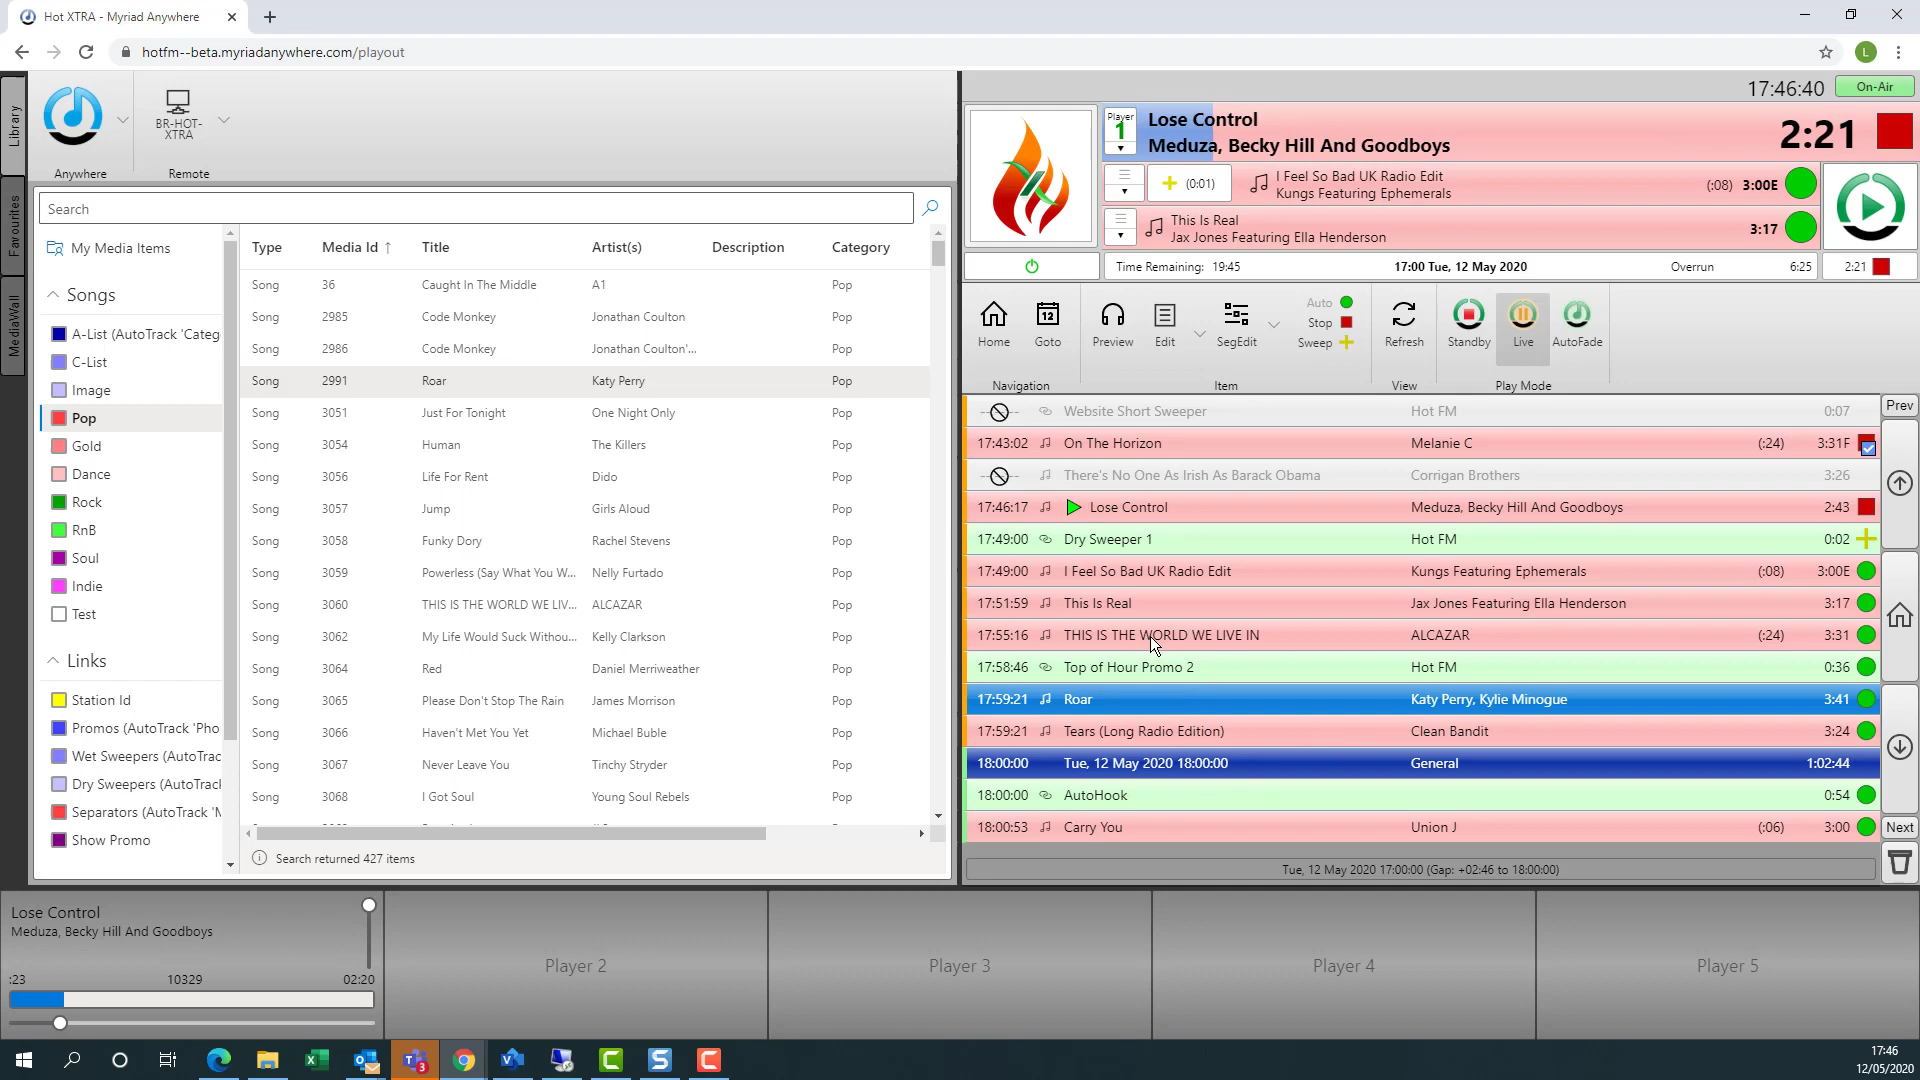 Hot XTRA - Myriad Anywhere
hotfm--beta.myriadanywhere.com/playout
L
Library
Favourites
MediaWall
Anywhere
BR-HOT-
XTRA
Remote
Search
My Media Items
Songs
A-List (AutoTrack 'Categ
C-List
Image
Pop
Gold
Dance
Rock
RnB
Soul
Indie
Test
Links
Station Id
Promos (AutoTrack 'Pho
Wet Sweepers (AutoTrac
Dry Sweepers (AutoTrack
Separators (AutoTrack 'M
Show Promo
Type Media Id Title Artist(s) Description Category
Song 36 Caught In The Middle A1 Pop
Song 2985 Code Monkey Jonathan Coulton Pop
Song 2986 Code Monkey Jonathan Coulton'... Pop
Song 2991 Roar Katy Perry Pop
Song 3051 Just For Tonight One Night Only Pop
Song 3054 Human The Killers Pop
Song 3056 Life For Rent Dido Pop
Song 3057 Jump Girls Aloud Pop
Song 3058 Funky Dory Rachel Stevens Pop
Song 3059 Powerless (Say What You W... Nelly Furtado Pop
Song 3060 THIS IS THE WORLD WE LIV... ALCAZAR Pop
Song 3062 My Life Would Suck Withou... Kelly Clarkson Pop
Song 3064 Red Daniel Merriweather Pop
Song 3065 Please Don't Stop The Rain James Morrison Pop
Song 3066 Haven't Met You Yet Michael Buble Pop
Song 3067 Never Leave You Tinchy Stryder Pop
Song 3068 I Got Soul Young Soul Rebels Pop
Search returned 427 items
17:46:40 On-Air
Player
1
Lose Control
Meduza, Becky Hill And Goodboys
2:21
(0:01)
I Feel So Bad UK Radio Edit
Kungs Featuring Ephemerals
(:08) 3:00E
This Is Real
Jax Jones Featuring Ella Henderson
3:17
Time Remaining: 19:45 17:00 Tue, 12 May 2020 Overrun 6:25 2:21
Home
12
Goto
Navigation
Preview
Edit
SegEdit
Auto
Stop
Sweep
Item
Refresh
View
Standby
Live
AutoFade
Play Mode
Website Short Sweeper Hot FM 0:07
17:43:02 On The Horizon Melanie C (:24) 3:31F
There's No One As Irish As Barack Obama Corrigan Brothers 3:26
17:46:17 Lose Control Meduza, Becky Hill And Goodboys 2:43
17:49:00 Dry Sweeper 1 Hot FM 0:02
17:49:00 I Feel So Bad UK Radio Edit Kungs Featuring Ephemerals (:08) 3:00E
17:51:59 This Is Real Jax Jones Featuring Ella Henderson 3:17
17:55:16 THIS IS THE WORLD WE LIVE IN ALCAZAR (:24) 3:31
17:58:46 Top of Hour Promo 2 Hot FM 0:36
17:59:21 Roar Katy Perry, Kylie Minogue 3:41
17:59:21 Tears (Long Radio Edition) Clean Bandit 3:24
18:00:00 Tue, 12 May 2020 18:00:00 General 1:02:44
18:00:00 AutoHook 0:54
18:00:53 Carry You Union J (:06) 3:00
Prev
Next
Tue, 12 May 2020 17:00:00 (Gap: +02:46 to 18:00:00)
Lose Control
Meduza, Becky Hill And Goodboys
:23 10329 02:20
Player 2
Player 3
Player 4
Player 5
3
17:46
12/05/2020